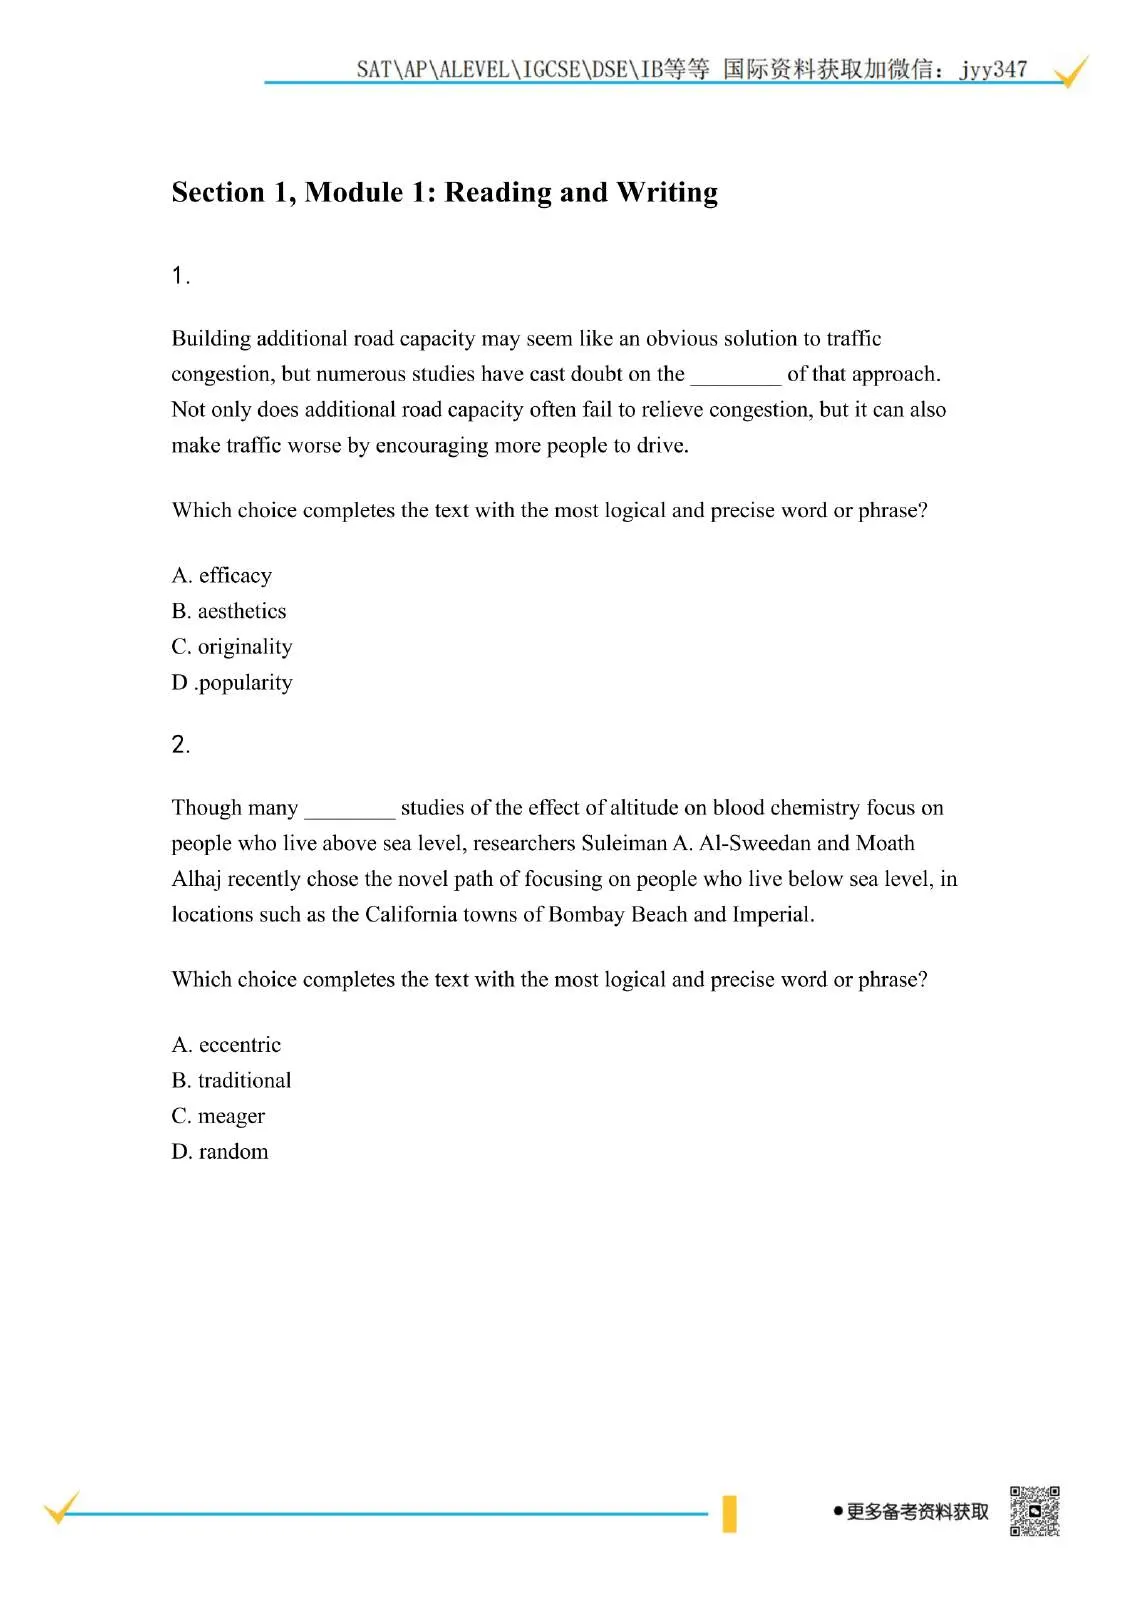 SAT\AP\ALEVEL\IGCSE\DSE\IB等等 国际资料获取加微信：jyy347
Section 1, Module 1: Reading and Writing
1.
Building additional road capacity may seem like an obvious solution to traffic
congestion, but numerous studies have cast doubt on the ________ of that approach.
Not only does additional road capacity often fail to relieve congestion, but it can also
make traffic worse by encouraging more people to drive.
Which choice completes the text with the most logical and precise word or phrase?
A. efficacy
B. aesthetics
C. originality
D .popularity
2.
Though many ________ studies of the effect of altitude on blood chemistry focus on
people who live above sea level, researchers Suleiman A. Al-Sweedan and Moath
Alhaj recently chose the novel path of focusing on people who live below sea level, in
locations such as the California towns of Bombay Beach and Imperial.
Which choice completes the text with the most logical and precise word or phrase?
A. eccentric
B. traditional
C. meager
D. random
●更多备考资料获取